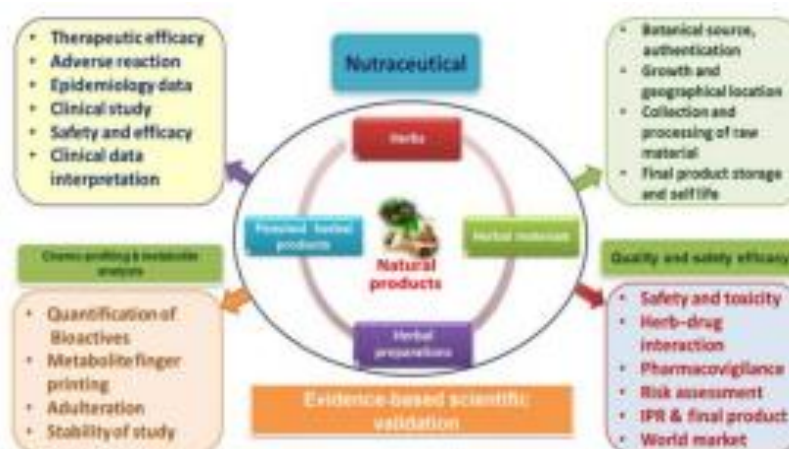 • Therapeutic efficacy
• Adverse reaction
• Epidemiology data
• Clinical study
• Safety and efficacy
• Clinical data
interpretation
Nutraceutical
• Botanical source,
authentication
• Growth and
geographical location
• Collection and
processing of raw
material
• Final product storage
and self life
Herbs
Finished herbal
products
Natural
products
Herbal materials
Herbal
preparations
Chemo-profiling & metabolite
analysis
• Quantification of
Bioactives
• Metabolite finger
printing
• Adulteration
• Stability of study
Evidence-based scientific
validation
Quality and safety efficacy
• Safety and toxicity
• Herb-drug
interaction
• Pharmacovigilance
• Risk assessment
• IPR & final product
• World market